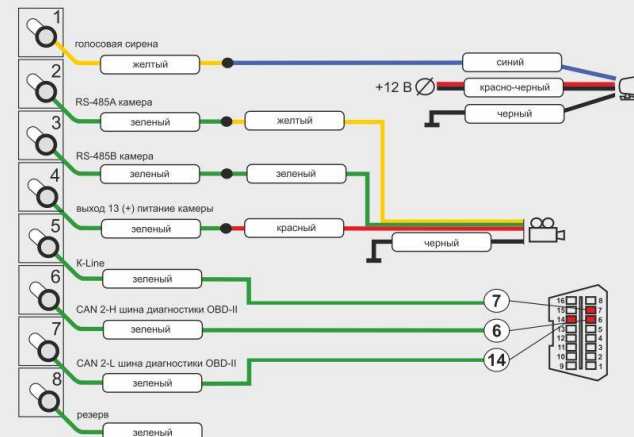 1
голосовая сирена
желтый
синий
+12 В
красно-черный
черный
2
RS-485A камера
зеленый
желтый
3
RS-485B камера
зеленый
зеленый
4
выход 13 (+) питание камеры
зеленый
красный
черный
5
K-Line
зеленый
7
6
CAN 2-H шина диагностики OBD-II
зеленый
6
7
CAN 2-L шина диагностики OBD-II
зеленый
14
8
резерв
зеленый
16 8
15 7
14 6
13 5
12 4
11 3
10 2
9 1